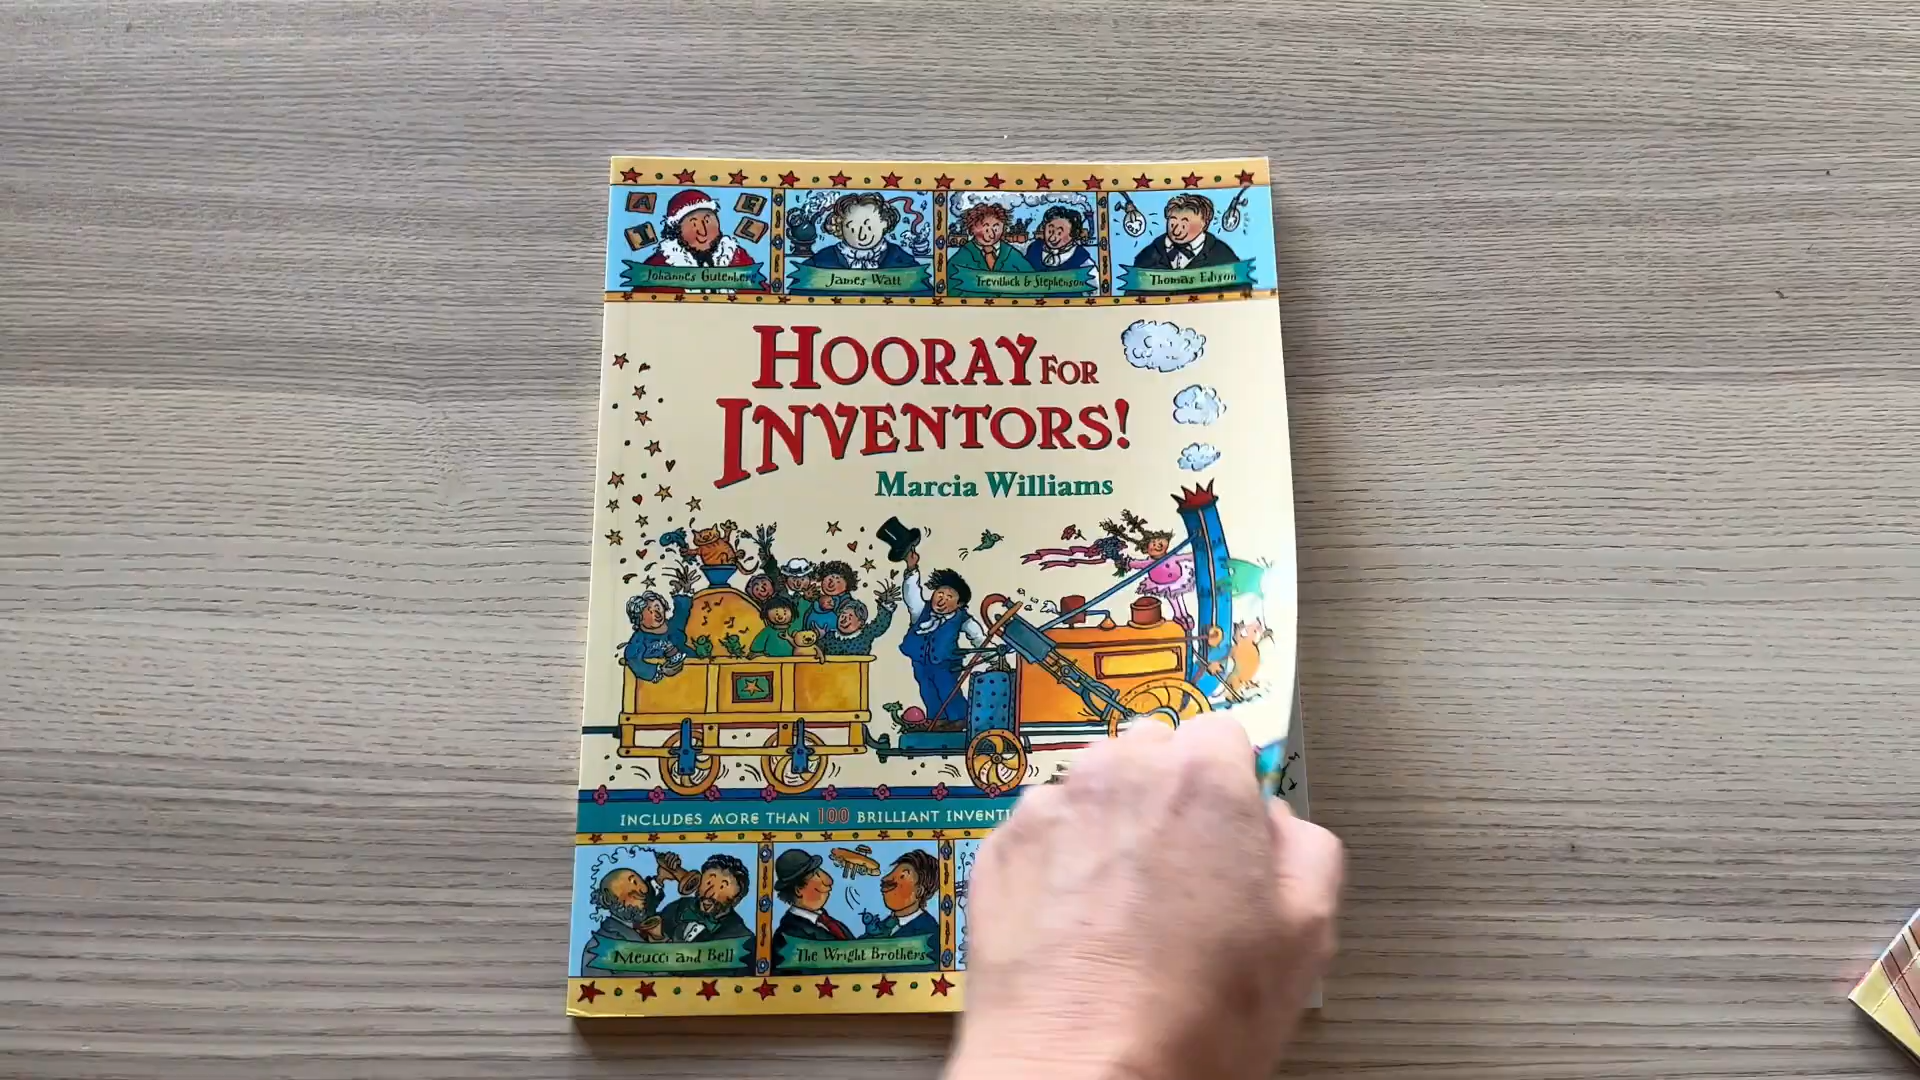 A E
I L
Johannes Gutenberg
James Watt
Trevithick & Stephenson
Thomas Edison
HOORAY FOR
INVENTORS!
Marcia Williams
INCLUDES MORE THAN 100 BRILLIANT
Meucci and Bell
The Wright Brothers